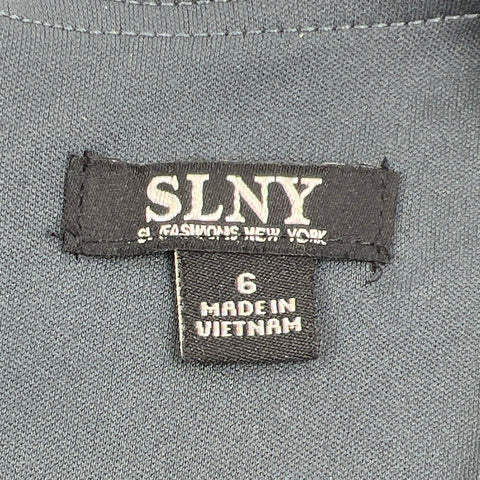 SLNY
SL FASHIONS NEW YORK
6
MADE IN
VIETNAM